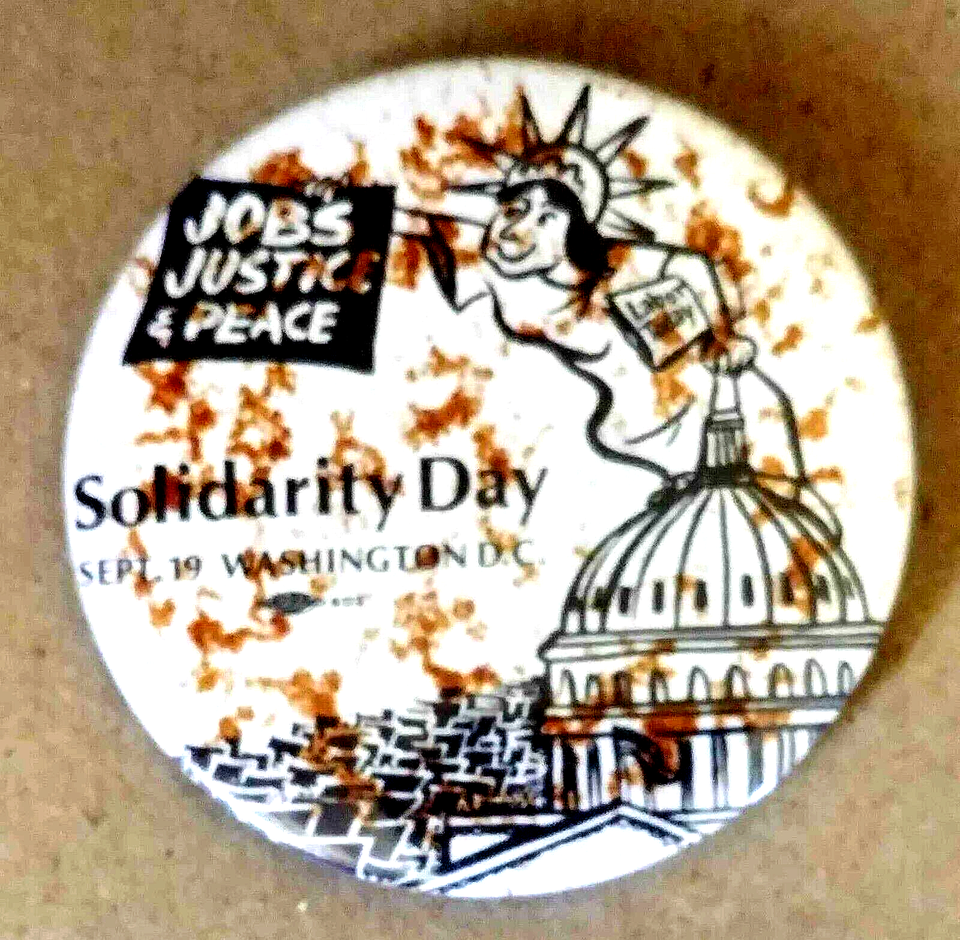 JOBS
JUSTICE
& PEACE
Solidarity Day
SEPT. 19 WASHINGTON D.C.